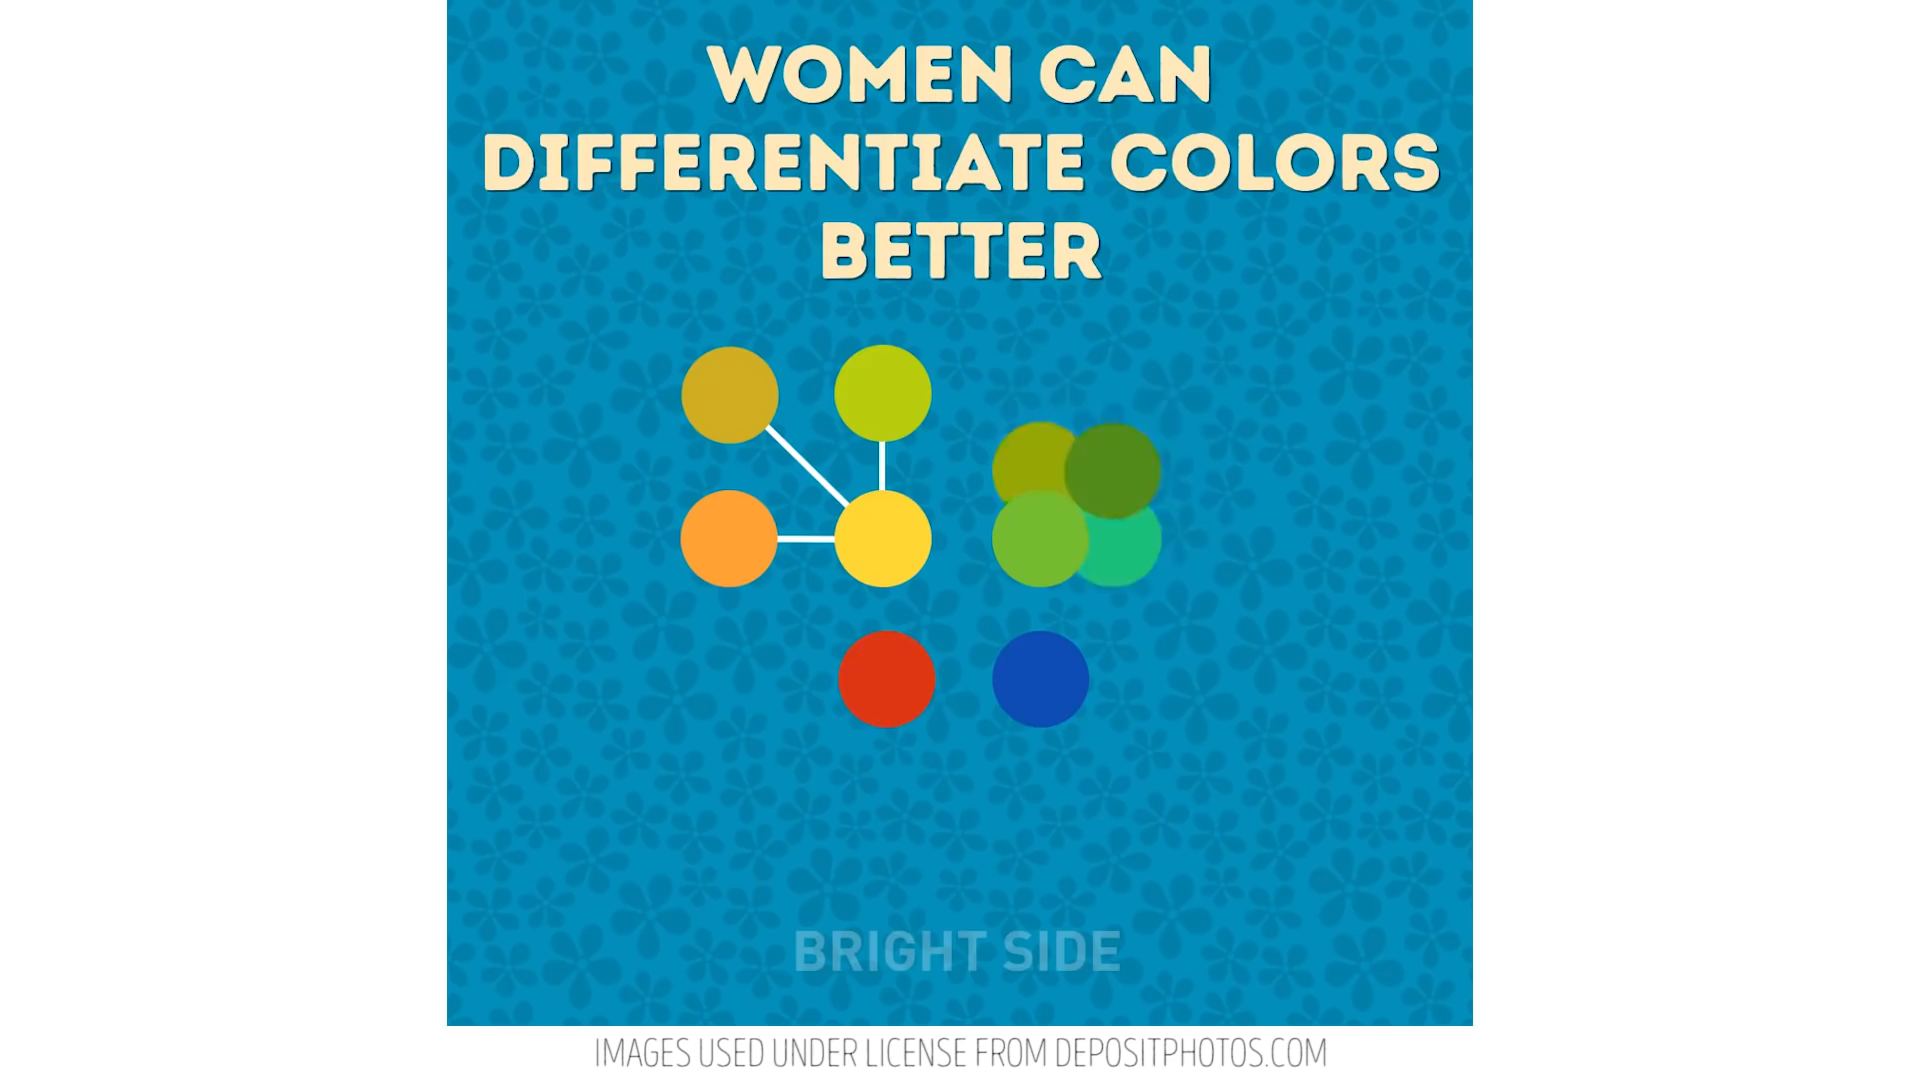 WOMEN CAN
DIFFERENTIATE COLORS
BETTER
BRIGHT SIDE
IMAGES USED UNDER LICENSE FROM DEPOSITPHOTOS.COM